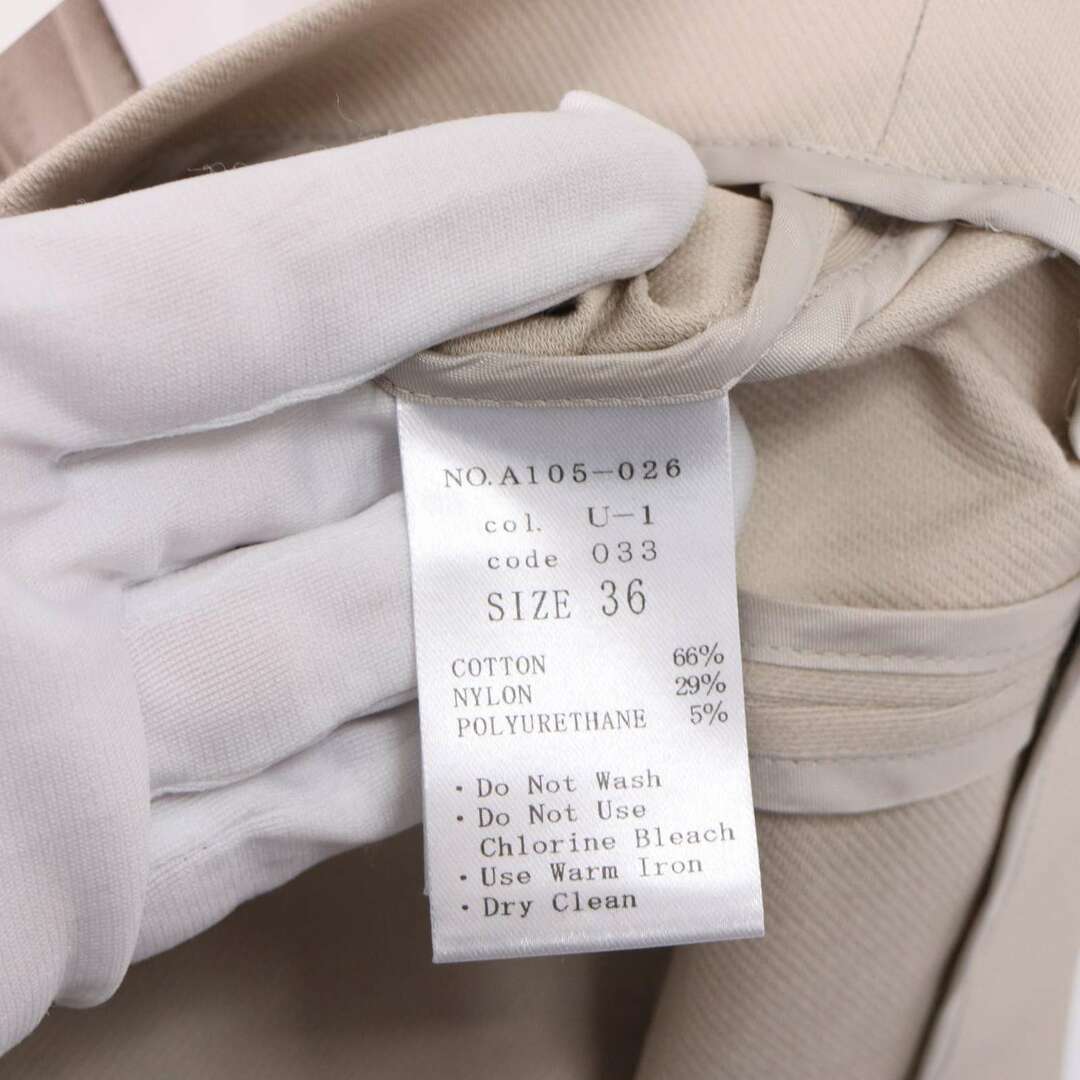 NO.A105-026
col. U-1
code 033
SIZE 36
COTTON 66%
NYLON 29%
POLYURETHANE 5%
・Do Not Wash
・Do Not Use
Chlorine Bleach
・Use Warm Iron
・Dry Clean